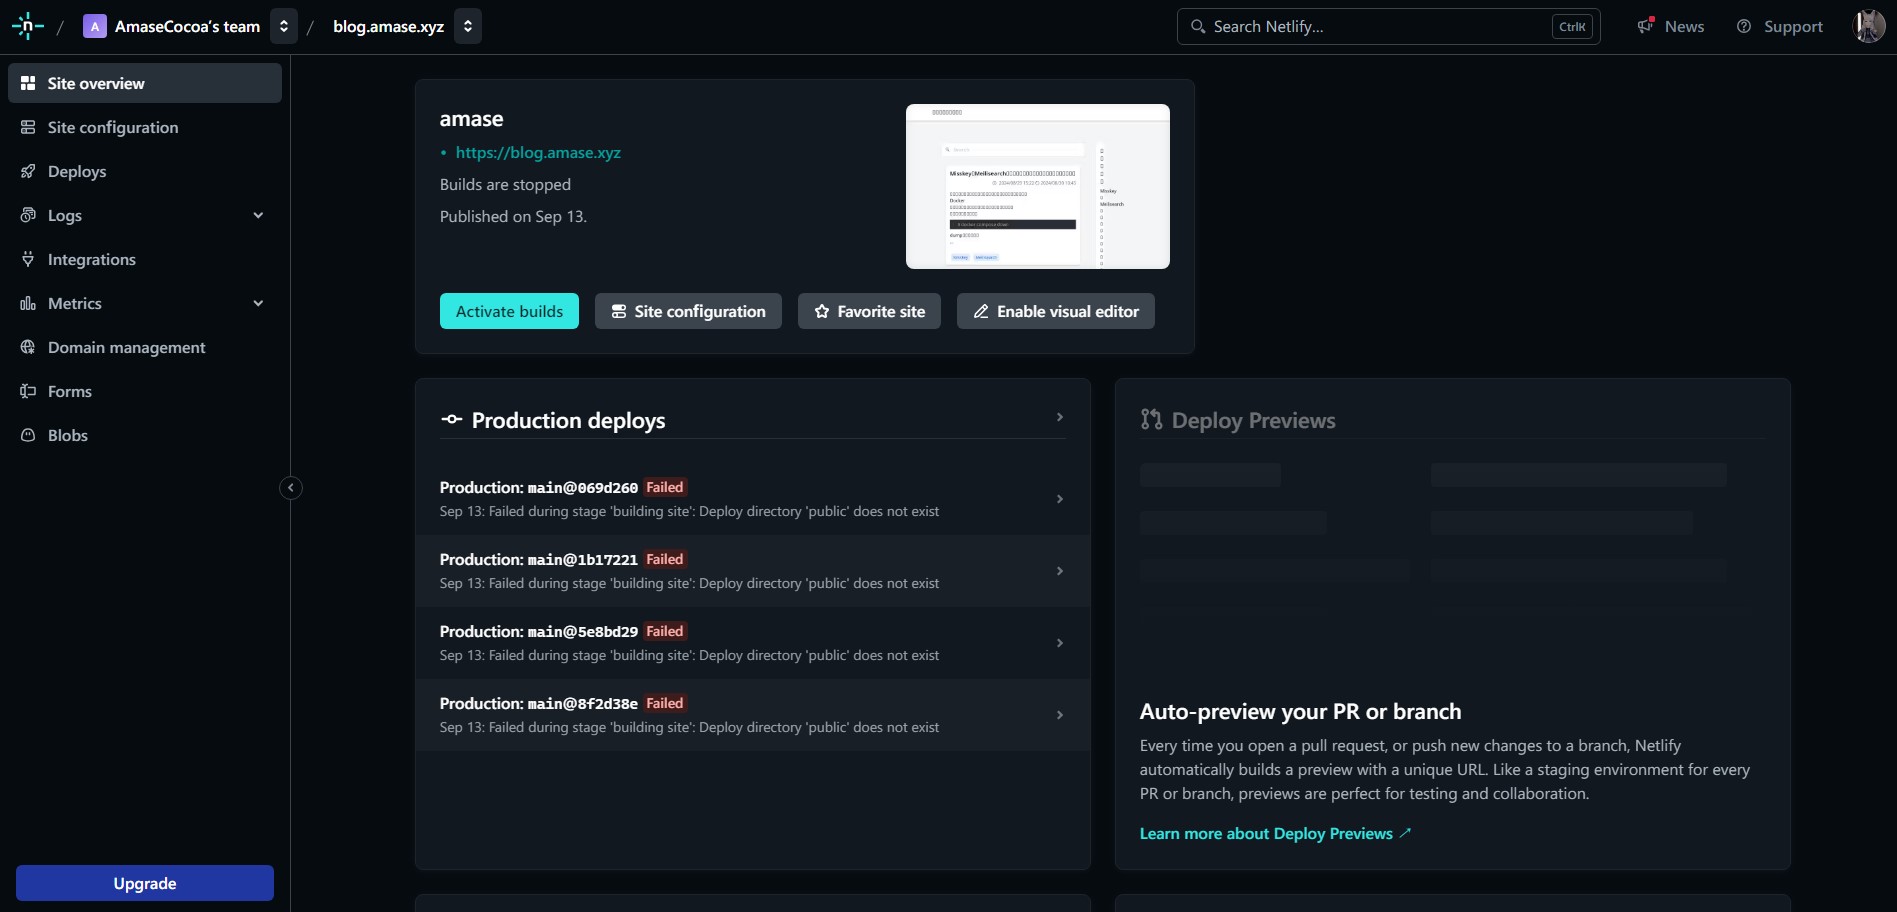 A AmaseCocoa's team / blog.amase.xyz
Search Netlify...
CtrlK
News
Support
Site overview
Site configuration
Deploys
Logs
Integrations
Metrics
Domain management
Forms
Blobs
Upgrade
amase
• https://blog.amase.xyz
Builds are stopped
Published on Sep 13.
Search
Misskey
Meilisearch
Docker
Misskey Meilisearch
Activate builds
Site configuration
Favorite site
Enable visual editor
Production deploys
Production: main@069d260 Failed
Sep 13: Failed during stage 'building site': Deploy directory 'public' does not exist
Production: main@1b17221 Failed
Sep 13: Failed during stage 'building site': Deploy directory 'public' does not exist
Production: main@5e8bd29 Failed
Sep 13: Failed during stage 'building site': Deploy directory 'public' does not exist
Production: main@8f2d38e Failed
Sep 13: Failed during stage 'building site': Deploy directory 'public' does not exist
Deploy Previews
Auto-preview your PR or branch
Every time you open a pull request, or push new changes to a branch, Netlify
automatically builds a preview with a unique URL. Like a staging environment for every
PR or branch, previews are perfect for testing and collaboration.
Learn more about Deploy Previews ↗